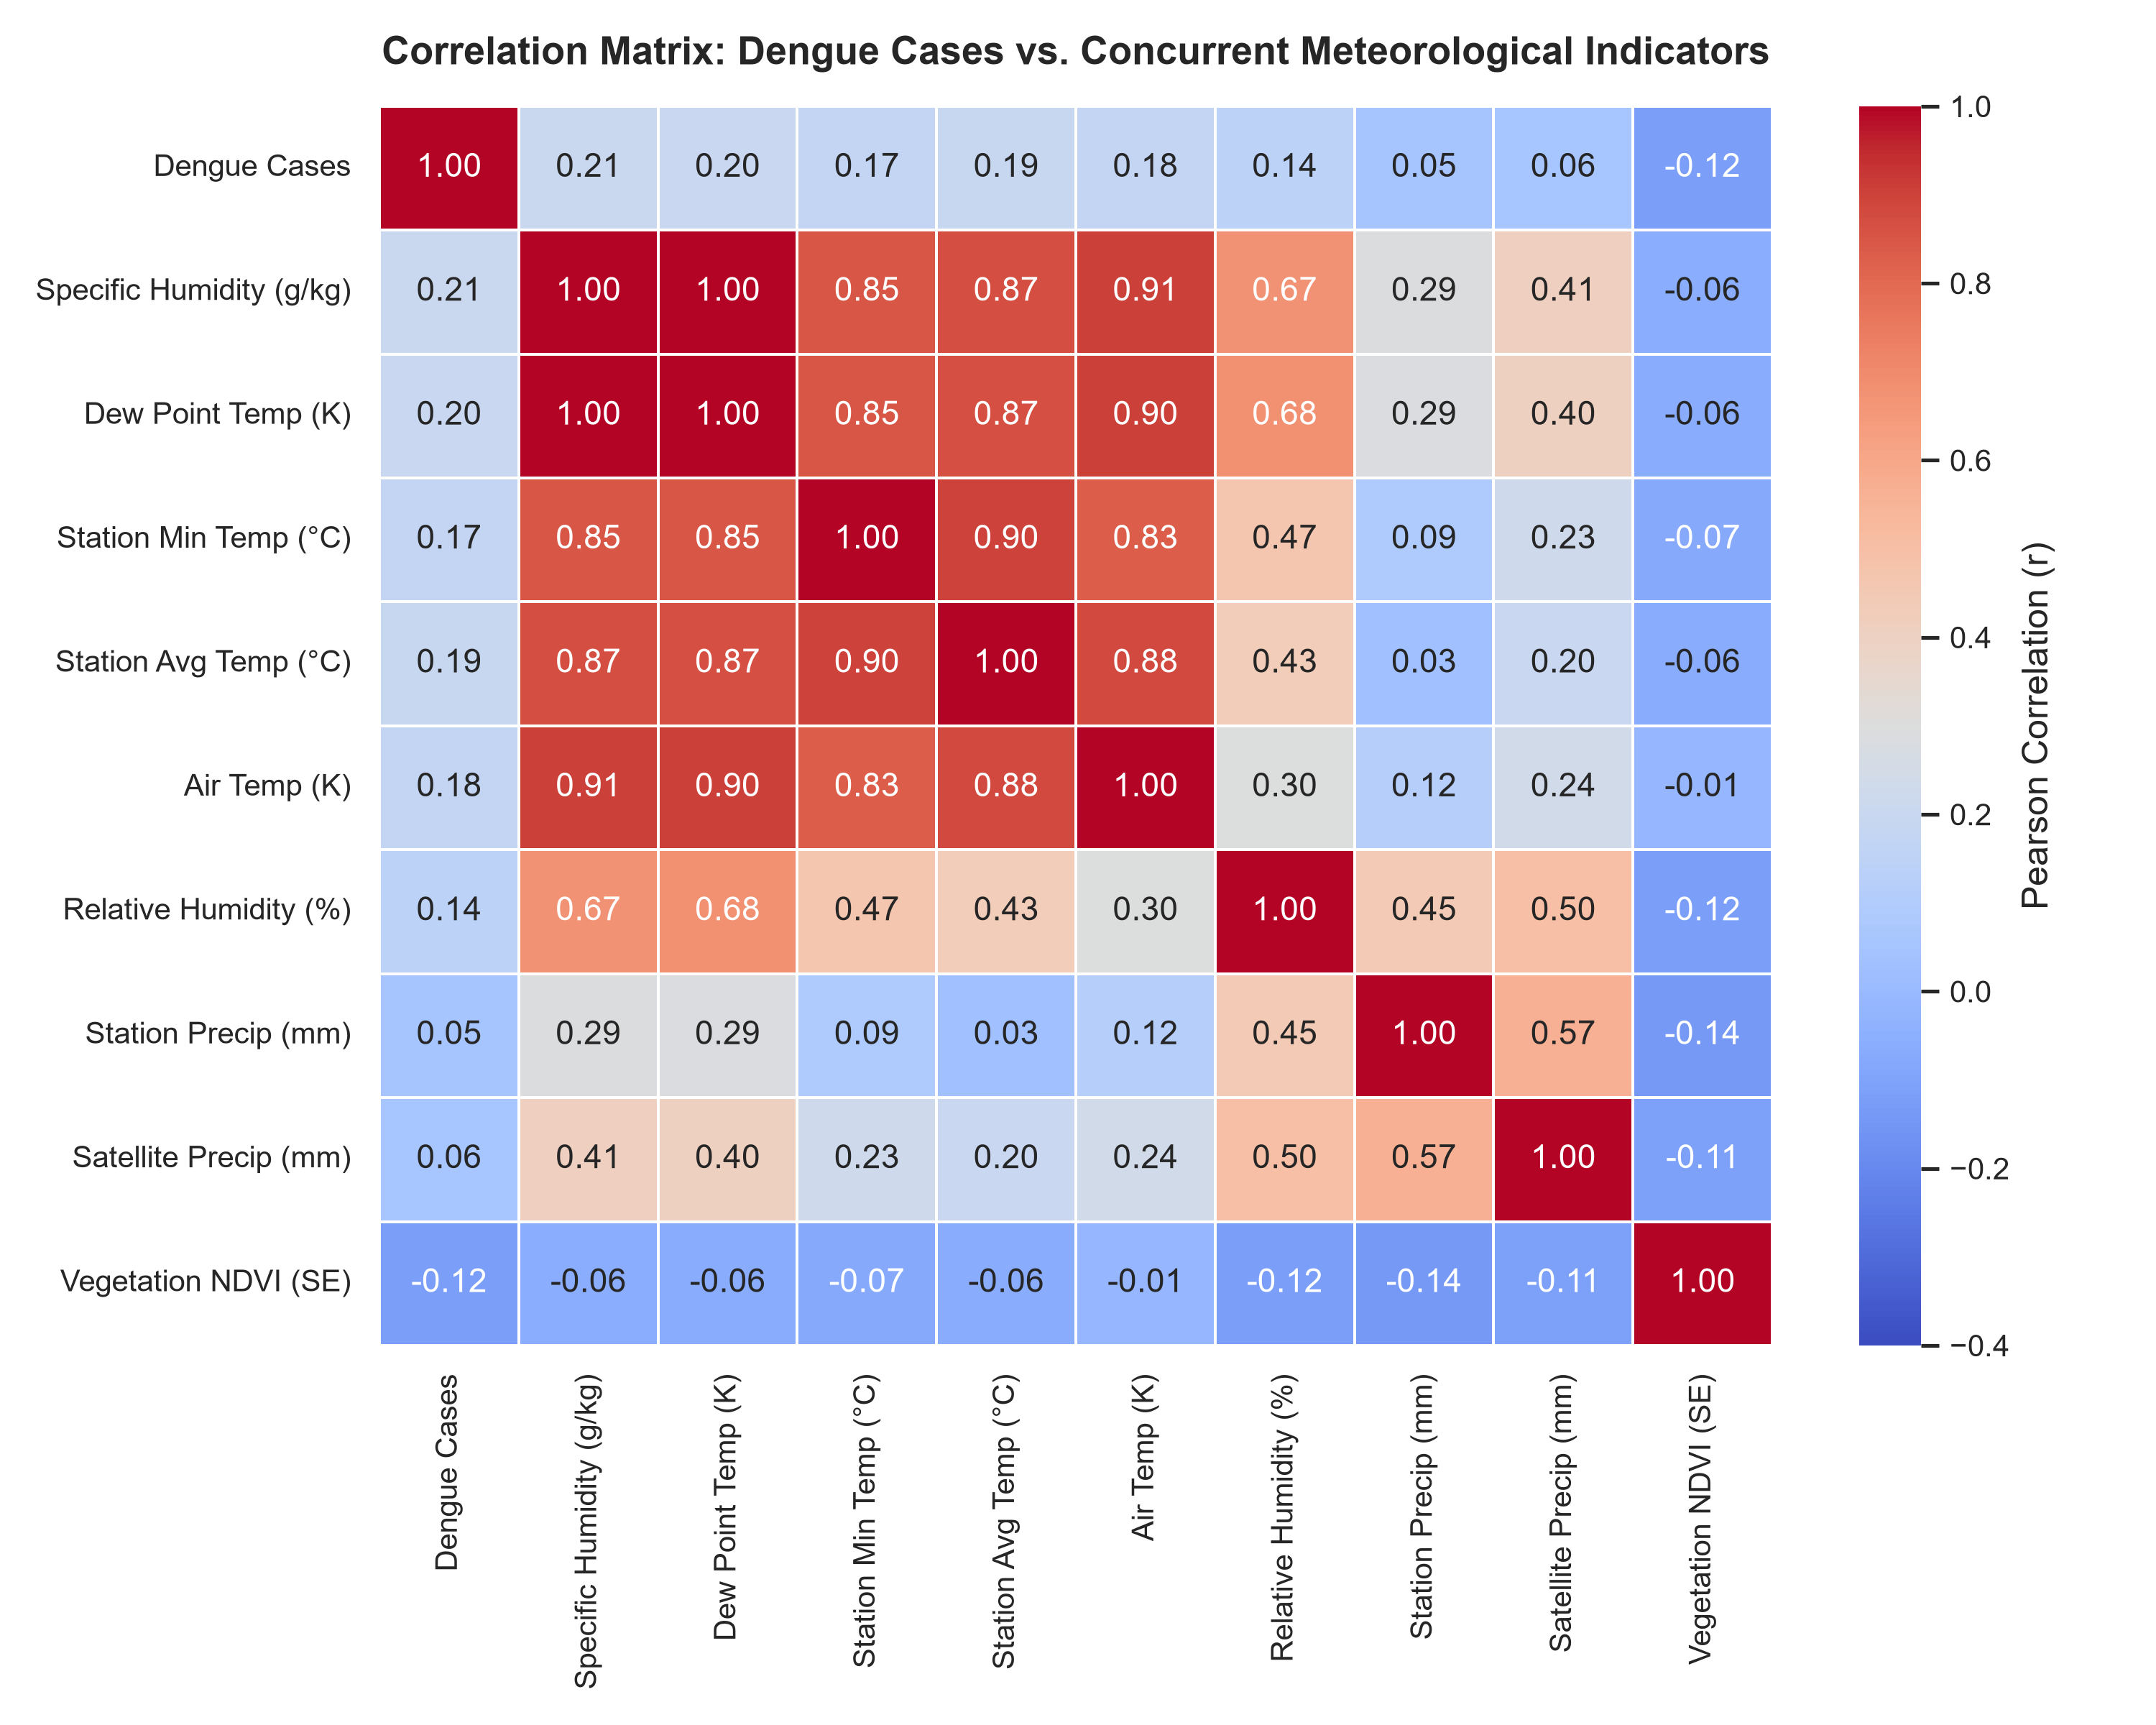 Correlation Matrix: Dengue Cases vs. Concurrent Meteorological Indicators
Dengue Cases 1.00 0.21 0.20 0.17 0.19 0.18 0.14 0.05 0.06 -0.12
Specific Humidity (g/kg) 0.21 1.00 1.00 0.85 0.87 0.91 0.67 0.29 0.41 -0.06
Dew Point Temp (K) 0.20 1.00 1.00 0.85 0.87 0.90 0.68 0.29 0.40 -0.06
Station Min Temp (°C) 0.17 0.85 0.85 1.00 0.90 0.83 0.47 0.09 0.23 -0.07
Station Avg Temp (°C) 0.19 0.87 0.87 0.90 1.00 0.88 0.43 0.03 0.20 -0.06
Air Temp (K) 0.18 0.91 0.90 0.83 0.88 1.00 0.30 0.12 0.24 -0.01
Relative Humidity (%) 0.14 0.67 0.68 0.47 0.43 0.30 1.00 0.45 0.50 -0.12
Station Precip (mm) 0.05 0.29 0.29 0.09 0.03 0.12 0.45 1.00 0.57 -0.14
Satellite Precip (mm) 0.06 0.41 0.40 0.23 0.20 0.24 0.50 0.57 1.00 -0.11
Vegetation NDVI (SE) -0.12 -0.06 -0.06 -0.07 -0.06 -0.01 -0.12 -0.14 -0.11 1.00
Dengue Cases
Specific Humidity (g/kg)
Dew Point Temp (K)
Station Min Temp (°C)
Station Avg Temp (°C)
Air Temp (K)
Relative Humidity (%)
Station Precip (mm)
Satellite Precip (mm)
Vegetation NDVI (SE)
1.0
0.8
0.6
0.4
0.2
0.0
−0.2
−0.4
Pearson Correlation (r)